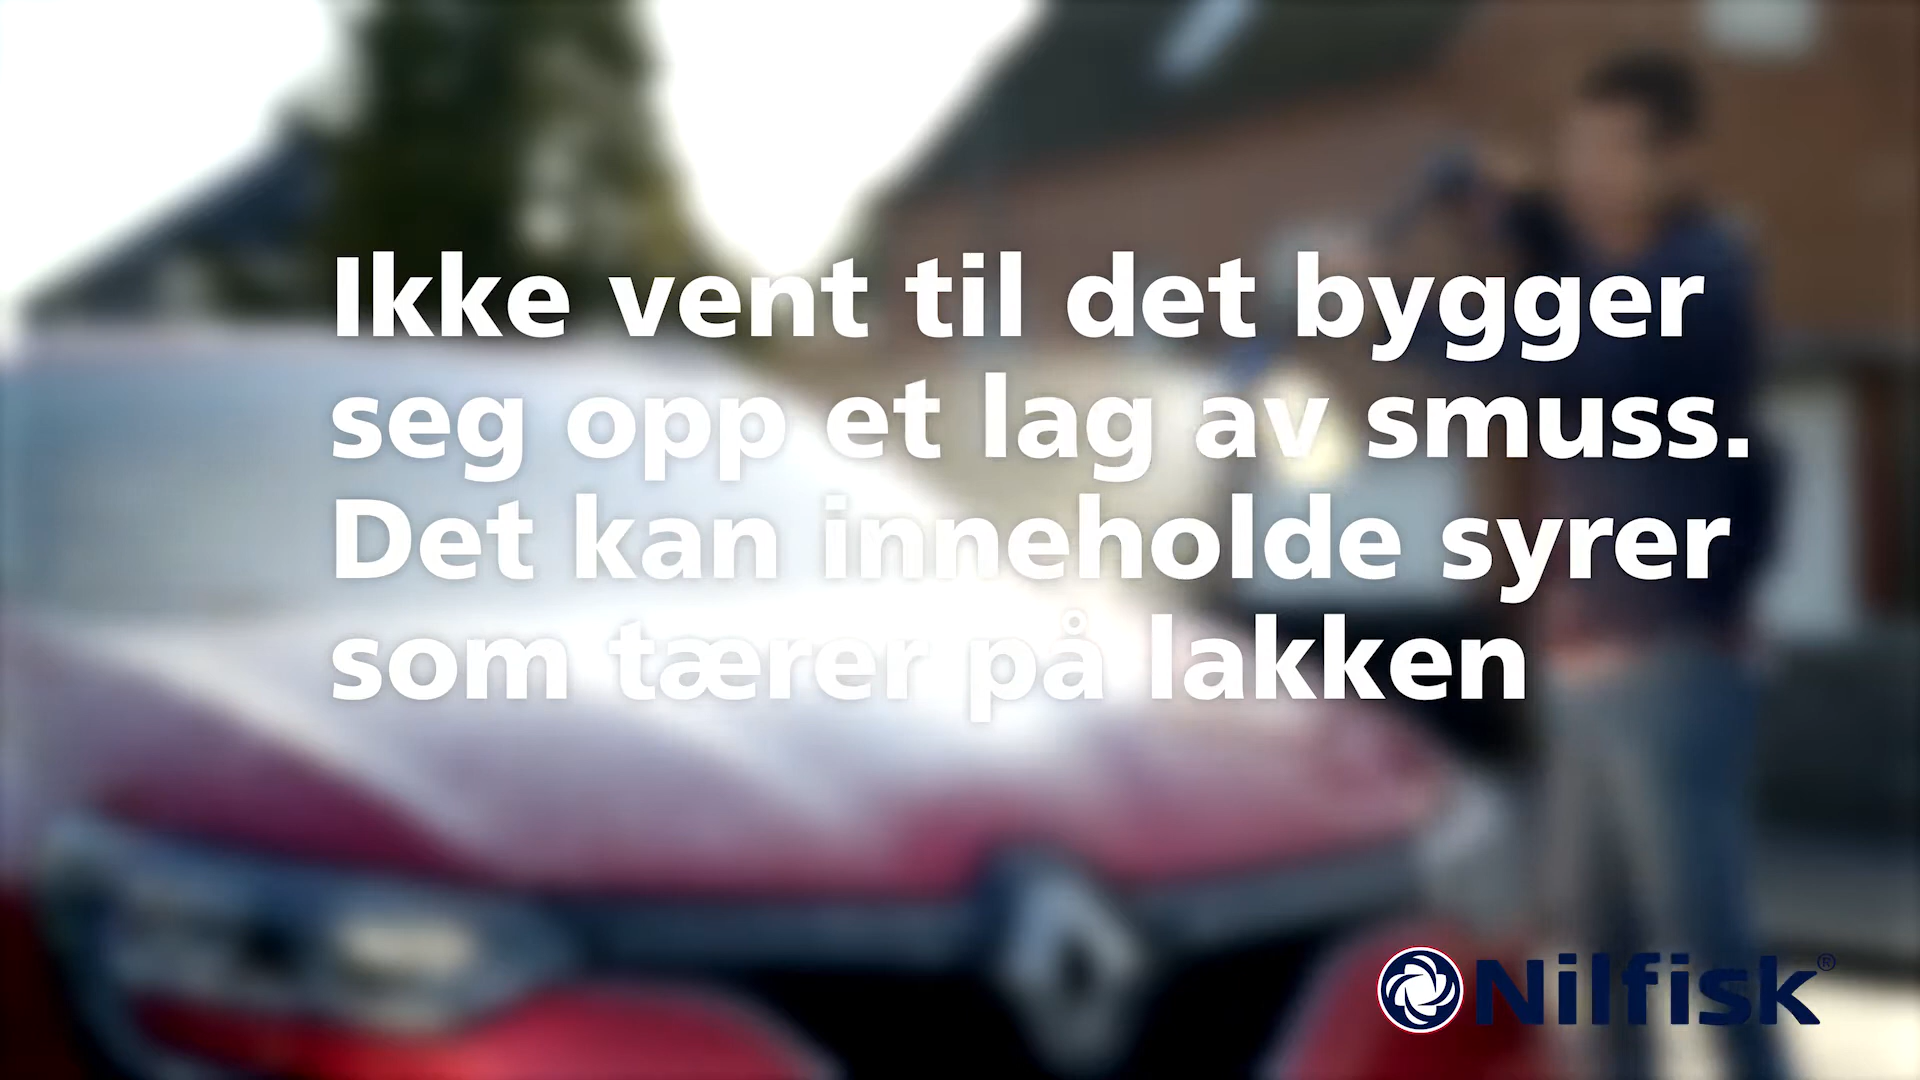 Ikke vent til det bygger
seg opp et lag av smuss.
Det kan inneholde syrer
som tærer på lakken
Nilfisk®